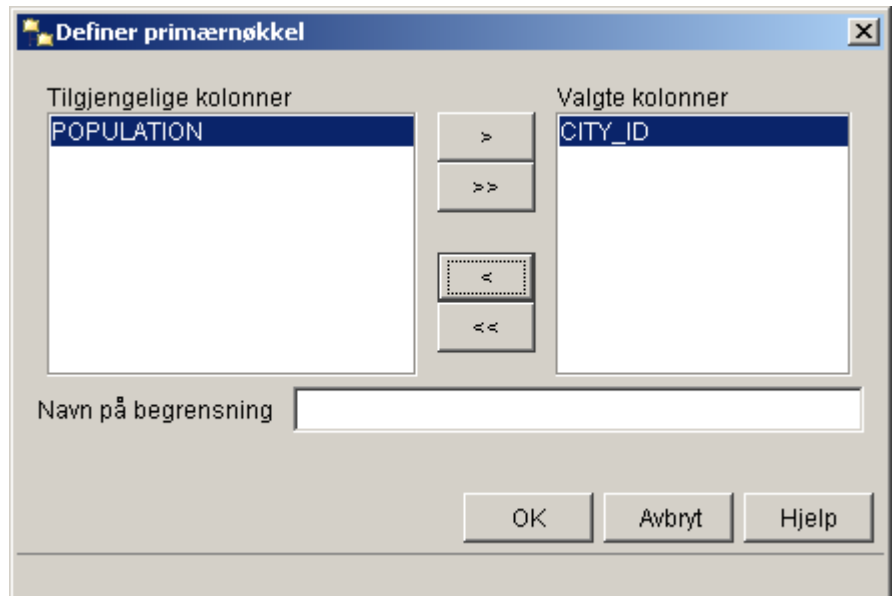 Definer primærnøkkel
Tilgjengelige kolonner
Valgte kolonner
POPULATION
>
CITY_ID
>>
<
<<
Navn på begrensning
OK
Avbryt
Hjelp